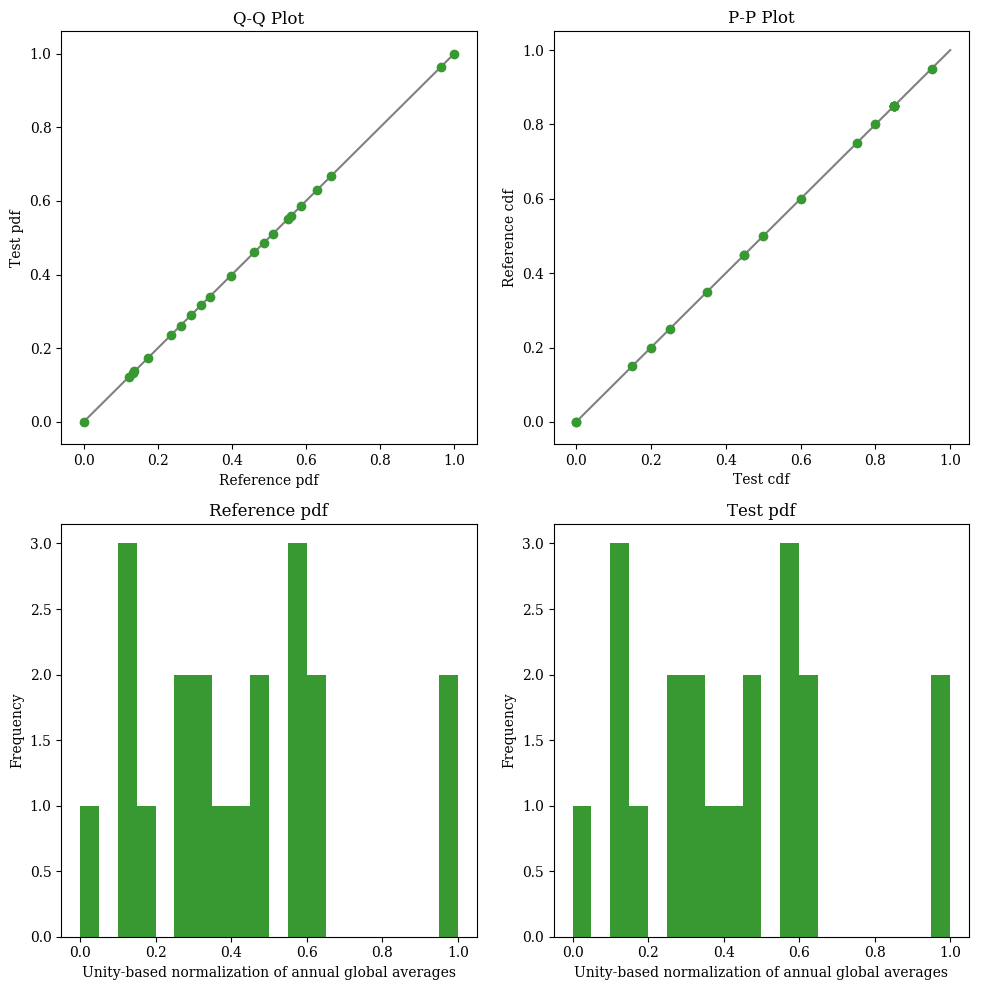 Q-Q Plot
1.0
0.8
0.6
0.4
0.2
0.0
Test pdf
0.0 0.2 0.4 0.6 0.8 1.0
Reference pdf
P-P Plot
1.0
0.8
0.6
0.4
0.2
0.0
Reference cdf
0.0 0.2 0.4 0.6 0.8 1.0
Test cdf
Reference pdf
3.0
2.5
2.0
1.5
1.0
0.5
0.0
Frequency
0.0 0.2 0.4 0.6 0.8 1.0
Unity-based normalization of annual global averages
Test pdf
3.0
2.5
2.0
1.5
1.0
0.5
0.0
Frequency
0.0 0.2 0.4 0.6 0.8 1.0
Unity-based normalization of annual global averages